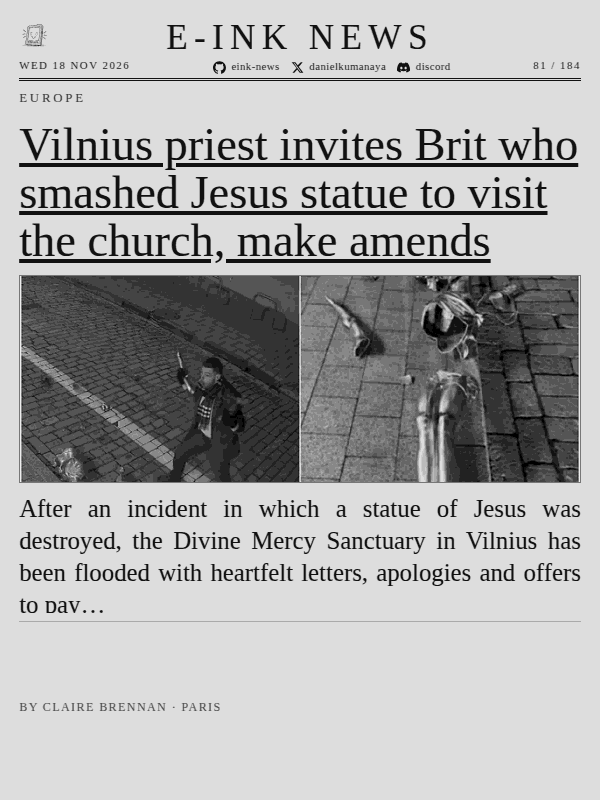 E-INK NEWS
WED 18 NOV 2026
eink-news danielkumanaya discord
81 / 184
EUROPE
Vilnius priest invites Brit who
smashed Jesus statue to visit
the church, make amends
After an incident in which a statue of Jesus was
destroyed, the Divine Mercy Sanctuary in Vilnius has
been flooded with heartfelt letters, apologies and offers
to pay…
BY CLAIRE BRENNAN · PARIS